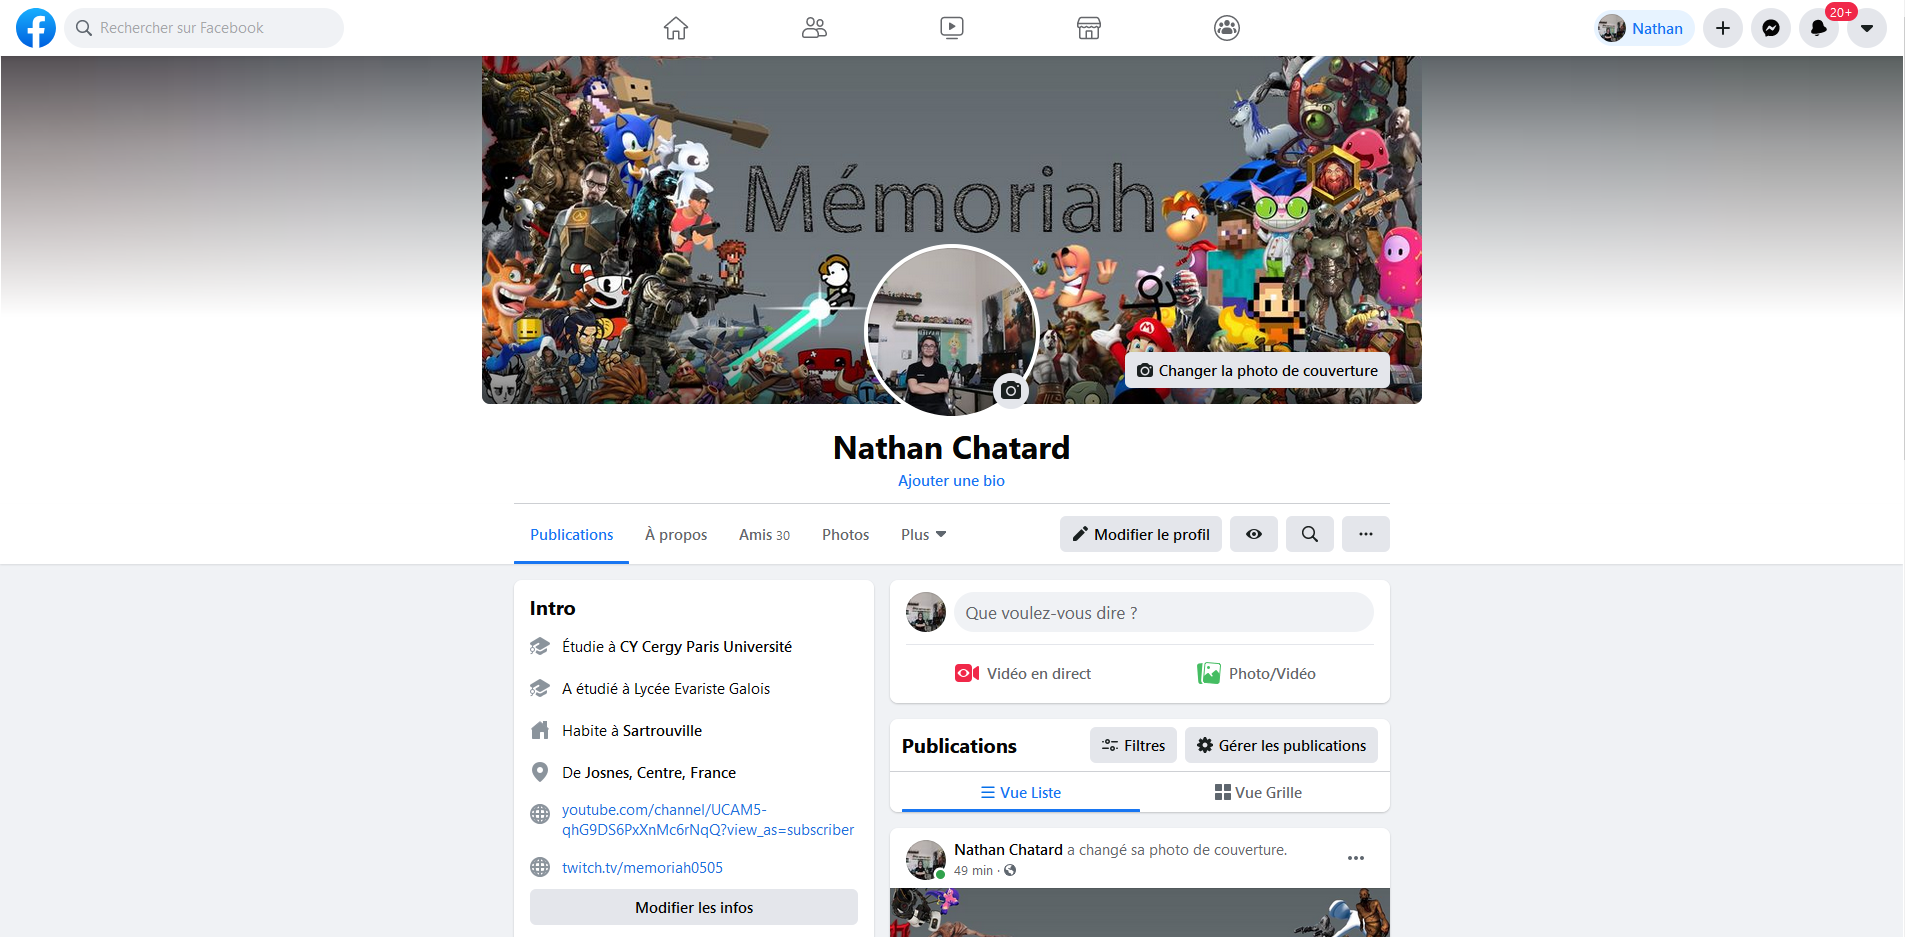 Rechercher sur Facebook
Nathan
20+
Mémoriah
Changer la photo de couverture
Nathan Chatard
Ajouter une bio
Publications
À propos
Amis 30
Photos
Plus
Modifier le profil
Intro
Étudie à CY Cergy Paris Université
A étudié à Lycée Evariste Galois
Habite à Sartrouville
De Josnes, Centre, France
youtube.com/channel/UCAM5-
qhG9DS6PxXnMc6rNqQ?view_as=subscriber
twitch.tv/memoriah0505
Modifier les infos
Que voulez-vous dire ?
Vidéo en direct
Photo/Vidéo
Publications
Filtres
Gérer les publications
Vue Liste
Vue Grille
Nathan Chatard a changé sa photo de couverture.
49 min ·